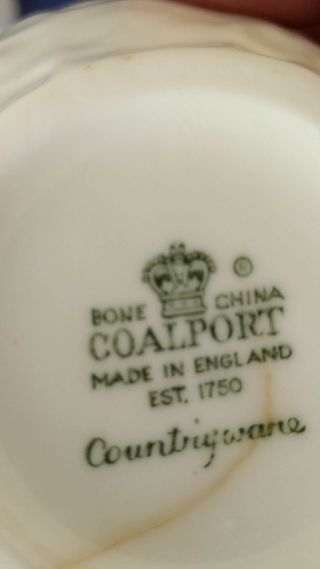 ®
BONE CHINA
COALPORT
MADE IN ENGLAND
EST. 1750
Countryware